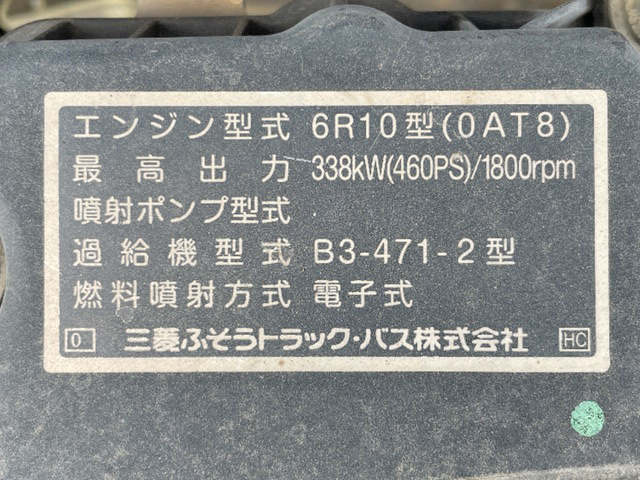 エンジン型式 6R10型(0AT8)
最高出力 338kW(460PS)/1800rpm
噴射ポンプ型式
過給機型式 B3-471-2型
燃料噴射方式 電子式
0 三菱ふそうトラック・バス株式会社 HC